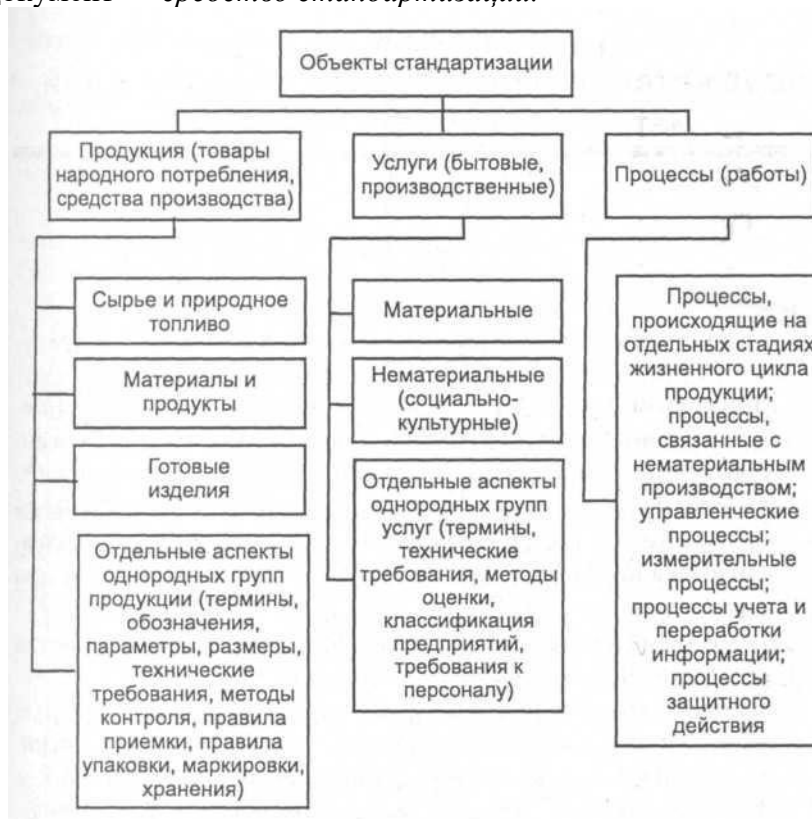 средство стандартизации.
Объекты стандартизации
Продукция (товары
народного потребления,
средства производства)
Сырье и природное
топливо
Материалы и
продукты
Готовые
изделия
Отдельные аспекты
однородных групп
продукции (термины,
обозначения,
параметры, размеры,
технические
требования, методы
контроля, правила
приемки, правила
упаковки, маркировки,
хранения)
Услуги (бытовые,
производственные)
Материальные
Нематериальные
(социально-
культурные)
Отдельные аспекты
однородных групп
услуг (термины,
технические
требования, методы
оценки,
классификация
предприятий,
требования к
персоналу)
Процессы (работы)
Процессы,
происходящие на
отдельных стадиях
жизненного цикла
продукции;
процессы,
связанные с
нематериальным
производством;
управленческие
процессы;
измерительные
процессы;
процессы учета и
переработки
информации;
процессы
защитного
действия